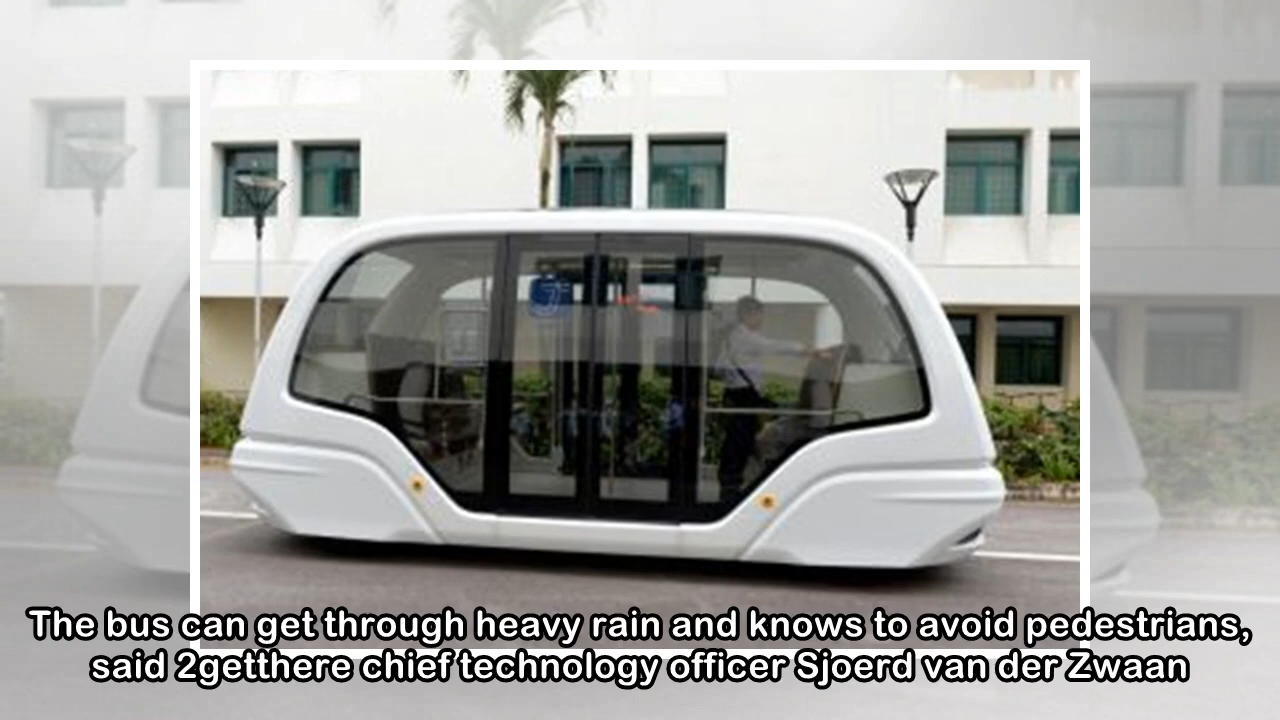 The bus can get through heavy rain and knows to avoid pedestrians,
said 2getthere chief technology officer Sjoerd van der Zwaan